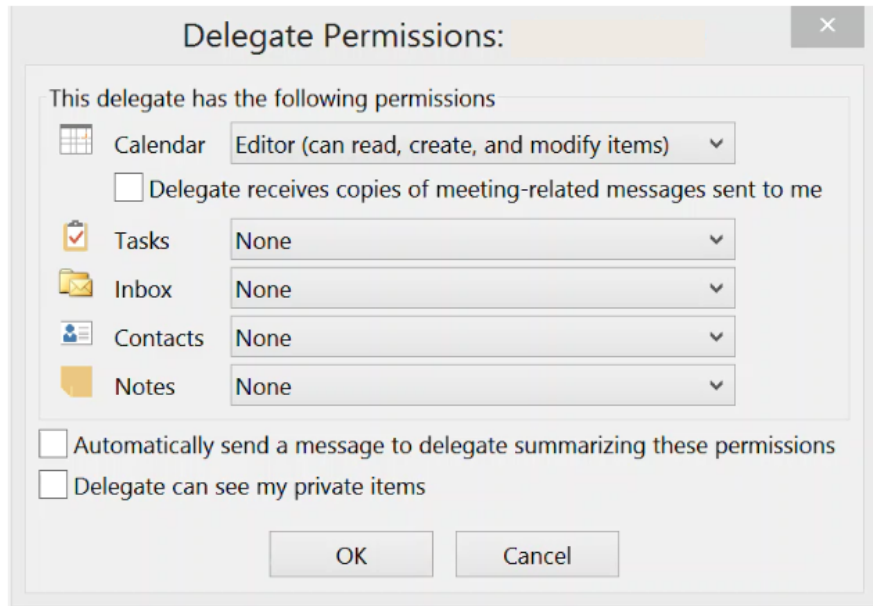 Delegate Permissions:
This delegate has the following permissions
Calendar Editor (can read, create, and modify items)
Delegate receives copies of meeting-related messages sent to me
Tasks None
Inbox None
Contacts None
Notes None
Automatically send a message to delegate summarizing these permissions
Delegate can see my private items
OK Cancel